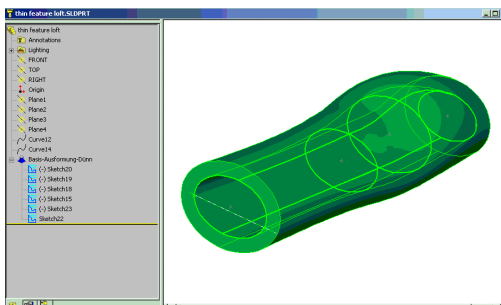 thin feature loft.SLDPRT
thin feature loft
Annotations
Lighting
FRONT
TOP
RIGHT
Origin
Plane1
Plane2
Plane3
Plane4
Curve12
Curve14
Basis-Ausformung-Dünn
(-) Sketch20
(-) Sketch19
(-) Sketch18
(-) Sketch15
(-) Sketch23
Sketch22